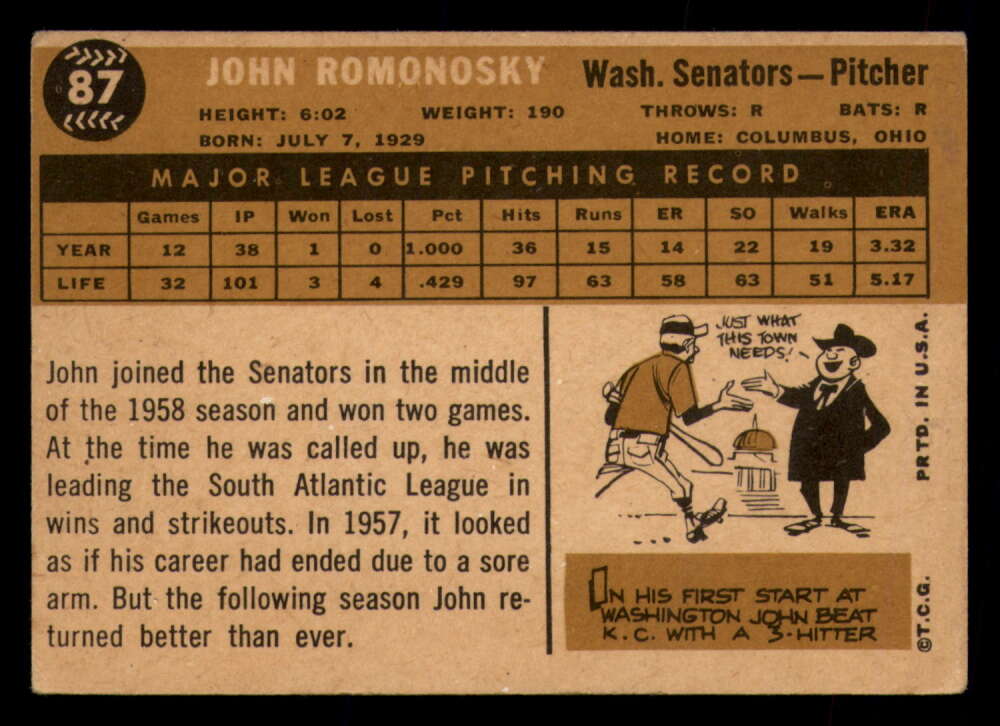 87
JOHN ROMONOSKY Wash. Senators—Pitcher
HEIGHT: 6:02 WEIGHT: 190 THROWS: R BATS: R
BORN: JULY 7, 1929 HOME: COLUMBUS, OHIO
MAJOR LEAGUE PITCHING RECORD
Games IP Won Lost Pct Hits Runs ER SO Walks ERA
YEAR 12 38 1 0 1.000 36 15 14 22 19 3.32
LIFE 32 101 3 4 .429 97 63 58 63 51 5.17
John joined the Senators in the middle
of the 1958 season and won two games.
At the time he was called up, he was
leading the South Atlantic League in
wins and strikeouts. In 1957, it looked
as if his career had ended due to a sore
arm. But the following season John re-
turned better than ever.
JUST WHAT
THIS TOWN
NEEDS!
ON HIS FIRST START AT
WASHINGTON JOHN BEAT
K.C. WITH A 3-HITTER
PRTD. IN U.S.A.
©T.C.G.